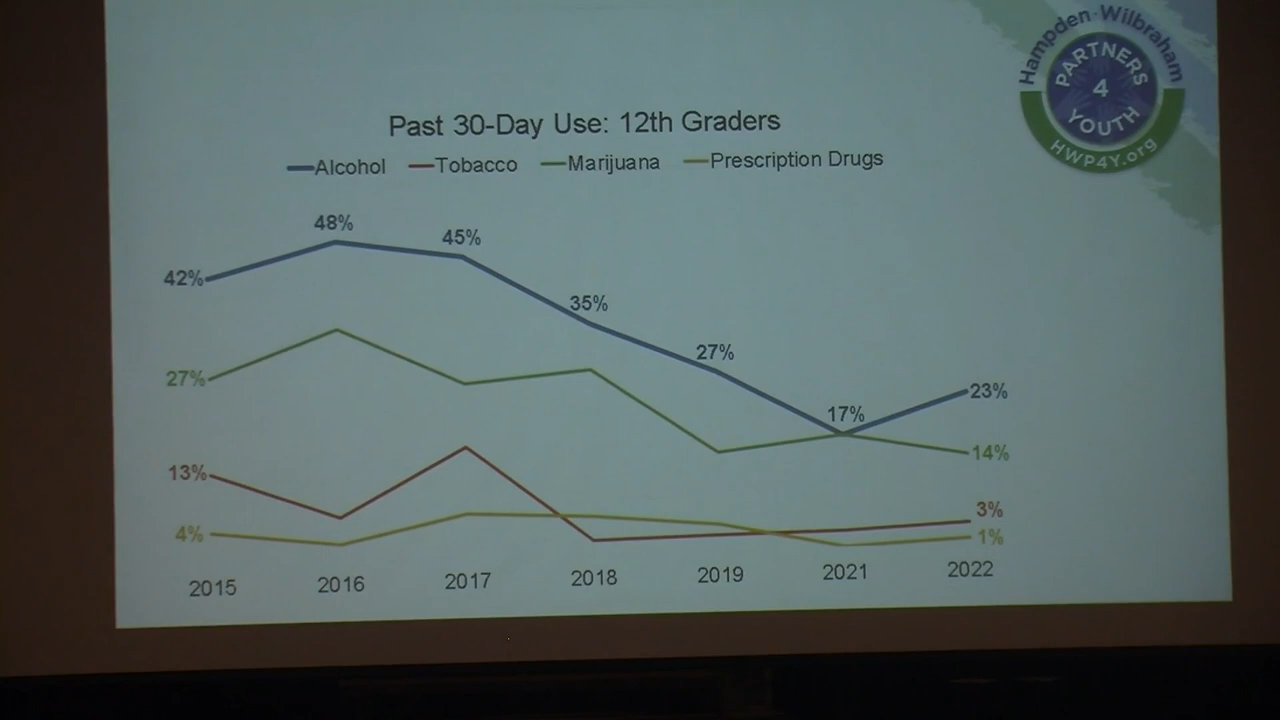 Hampden-Wilbraham
PARTNERS
4
YOUTH
HWP4Y.org
Past 30-Day Use: 12th Graders
Alcohol Tobacco Marijuana Prescription Drugs
48%
45%
42%
35%
27%
27%
23%
17%
14%
13%
3%
4%
1%
2015 2016 2017 2018 2019 2021 2022